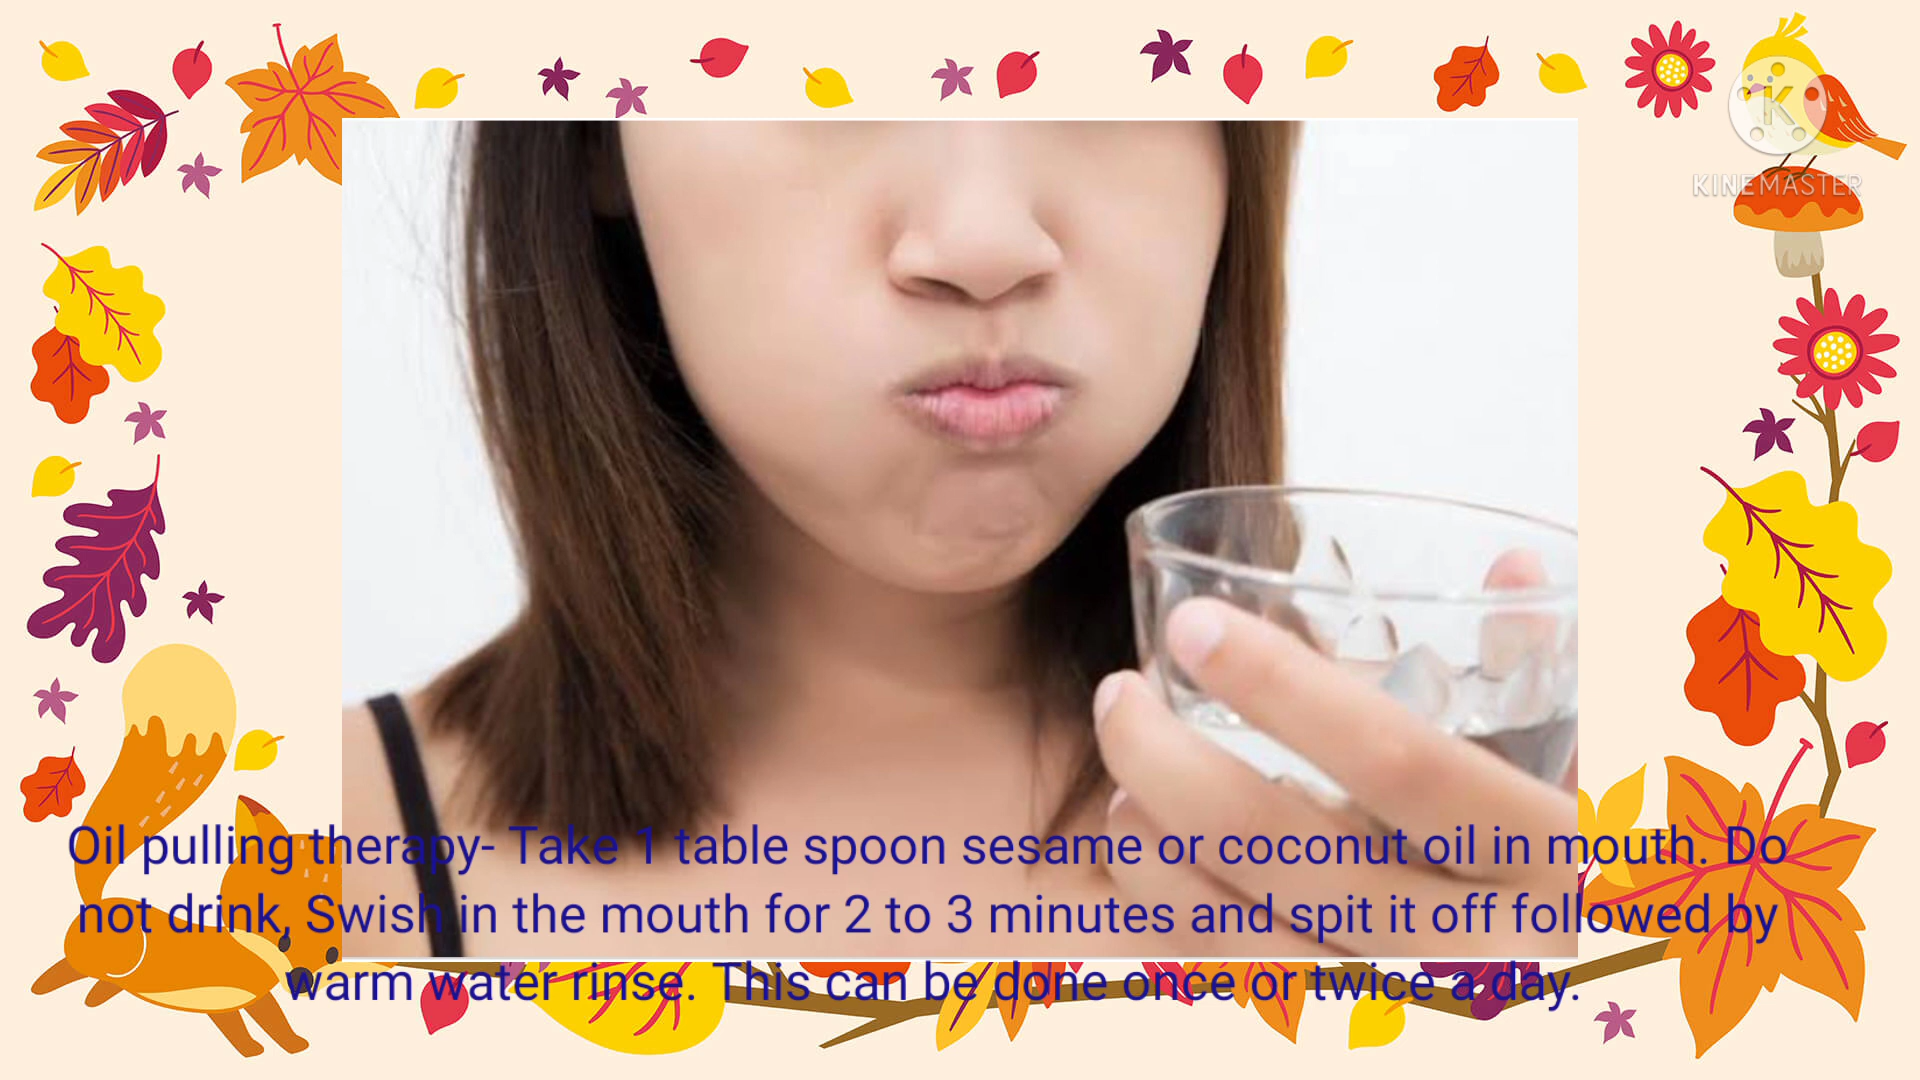 K
KINEMASTER
Oil pulling therapy- Take 1 table spoon sesame or coconut oil in mouth. Do
not drink, Swish in the mouth for 2 to 3 minutes and spit it off followed by
warm water rinse. This can be done once or twice a day.